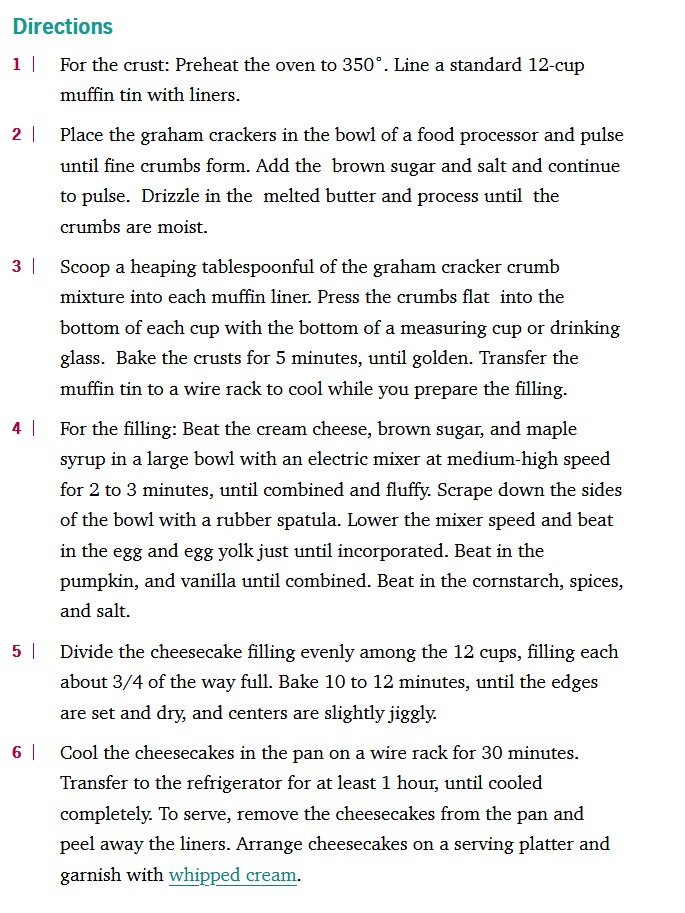 Directions
1 | For the crust: Preheat the oven to 350°. Line a standard 12-cup
muffin tin with liners.
2 | Place the graham crackers in the bowl of a food processor and pulse
until fine crumbs form. Add the  brown sugar and salt and continue
to pulse.  Drizzle in the  melted butter and process until  the
crumbs are moist.
3 | Scoop a heaping tablespoonful of the graham cracker crumb
mixture into each muffin liner. Press the crumbs flat  into the
bottom of each cup with the bottom of a measuring cup or drinking
glass.  Bake the crusts for 5 minutes, until golden. Transfer the
muffin tin to a wire rack to cool while you prepare the filling.
4 | For the filling: Beat the cream cheese, brown sugar, and maple
syrup in a large bowl with an electric mixer at medium-high speed
for 2 to 3 minutes, until combined and fluffy. Scrape down the sides
of the bowl with a rubber spatula. Lower the mixer speed and beat
in the egg and egg yolk just until incorporated. Beat in the
pumpkin, and vanilla until combined. Beat in the cornstarch, spices,
and salt.
5 | Divide the cheesecake filling evenly among the 12 cups, filling each
about 3/4 of the way full. Bake 10 to 12 minutes, until the edges
are set and dry, and centers are slightly jiggly.
6 | Cool the cheesecakes in the pan on a wire rack for 30 minutes.
Transfer to the refrigerator for at least 1 hour, until cooled
completely. To serve, remove the cheesecakes from the pan and
peel away the liners. Arrange cheesecakes on a serving platter and
garnish with whipped cream.